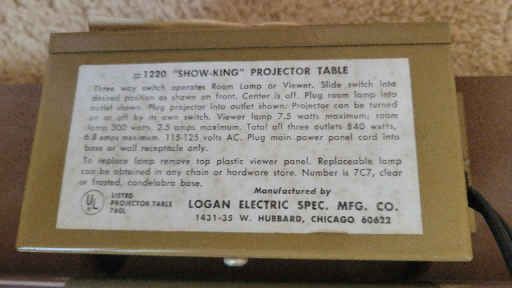 #1220 "SHOW-KING" PROJECTOR TABLE
Three way switch operates Room Lamp or Viewer. Slide switch into
desired position as shown on front. Center is off. Plug room lamp into
outlet shown. Plug projector into outlet shown. Projector can be turned
on or off by its own switch. Viewer lamp 7.5 watts maximum; room
lamp 300 watts, 2.5 amps maximum. Total all three outlets 840 watts,
6.8 amps maximum. 115-125 volts AC. Plug main power panel cord into
base or wall receptacle only.
To replace lamp remove top plastic viewer panel. Replaceable lamp
can be obtained in any chain or hardware store. Number is 7C7, clear
or frosted, candelabra base.
UL
LISTED
PROJECTOR TABLE
76GL
Manufactured by
LOGAN ELECTRIC SPEC. MFG. CO.
1431-35 W. HUBBARD, CHICAGO 60622